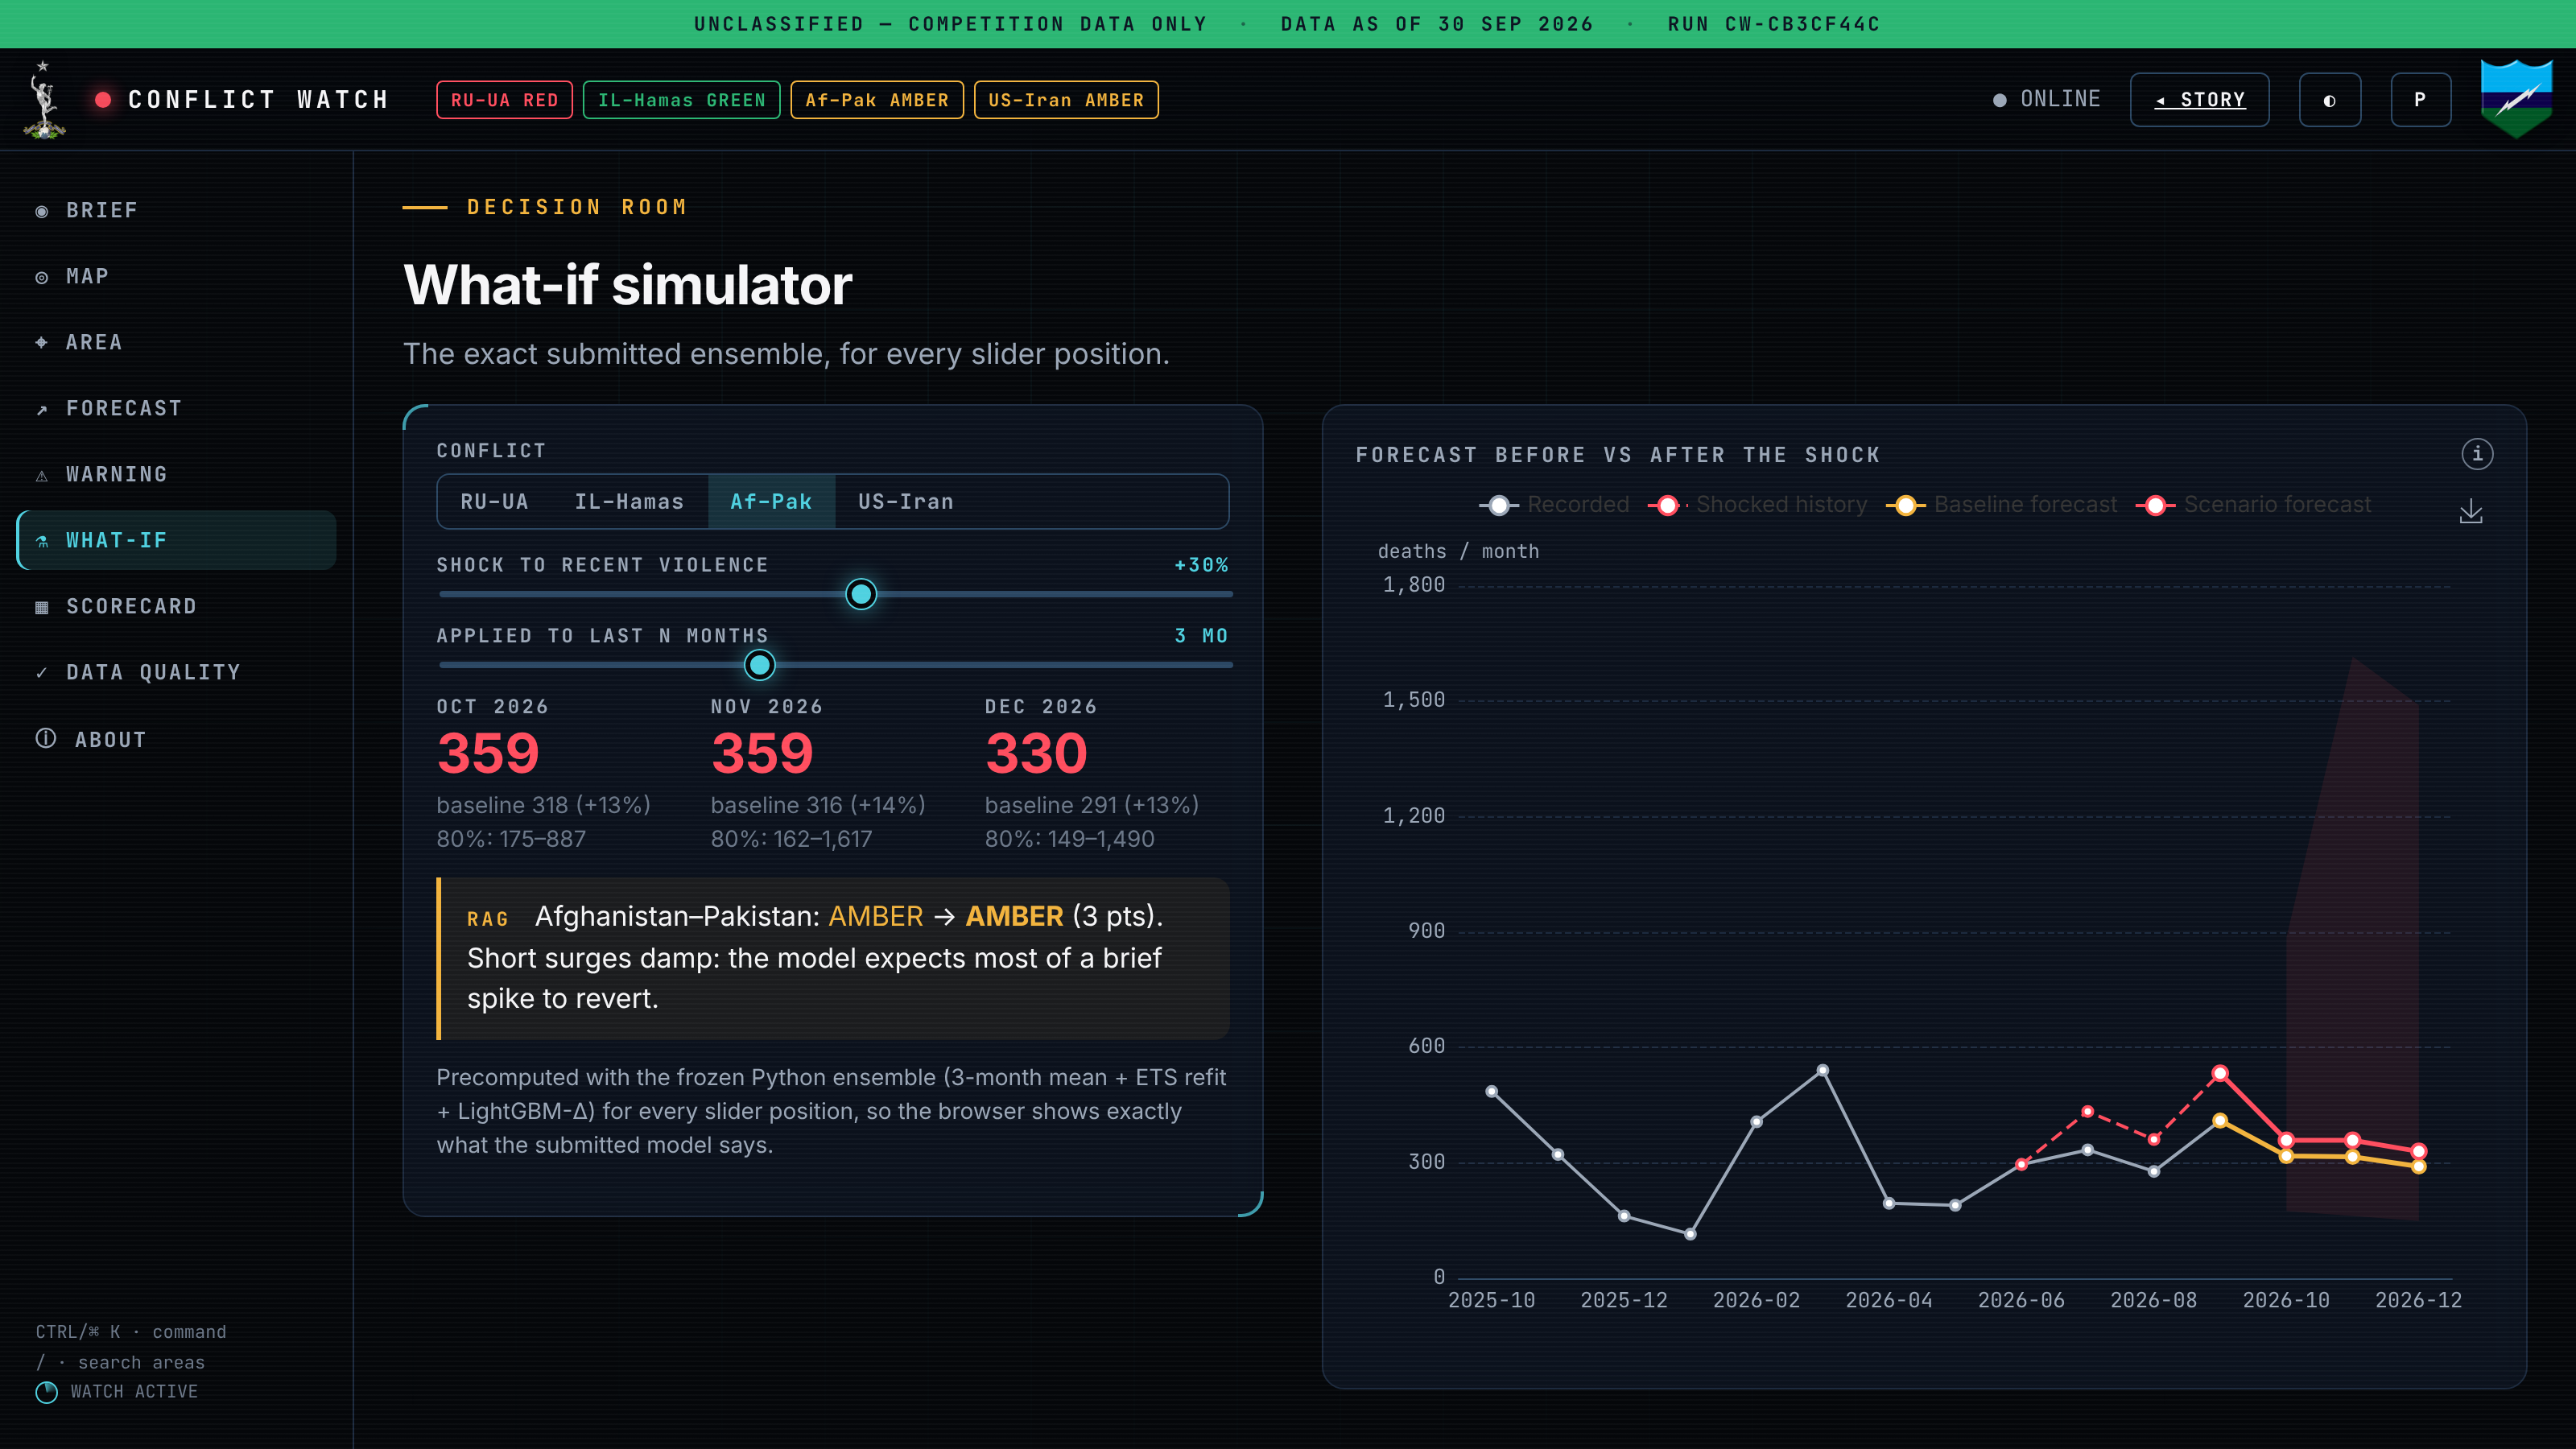 UNCLASSIFIED — COMPETITION DATA ONLY · DATA AS OF 30 SEP 2026 · RUN CW-CB3CF44C
CONFLICT WATCH
RU-UA RED
IL-Hamas GREEN
Af-Pak AMBER
US-Iran AMBER
ONLINE
◂ STORY
P
BRIEF
MAP
AREA
FORECAST
WARNING
WHAT-IF
SCORECARD
DATA QUALITY
ABOUT
CTRL/⌘ K · command
/ · search areas
WATCH ACTIVE
DECISION ROOM
What-if simulator
The exact submitted ensemble, for every slider position.
CONFLICT
RU-UA IL-Hamas Af-Pak US-Iran
SHOCK TO RECENT VIOLENCE +30%
APPLIED TO LAST N MONTHS 3 MO
OCT 2026 NOV 2026 DEC 2026
359 359 330
baseline 318 (+13%) baseline 316 (+14%) baseline 291 (+13%)
80%: 175–887 80%: 162–1,617 80%: 149–1,490
RAG Afghanistan–Pakistan: AMBER → AMBER (3 pts).
Short surges damp: the model expects most of a brief
spike to revert.
Precomputed with the frozen Python ensemble (3-month mean + ETS refit
+ LightGBM-Δ) for every slider position, so the browser shows exactly
what the submitted model says.
FORECAST BEFORE VS AFTER THE SHOCK
i
Recorded Shocked history Baseline forecast Scenario forecast
deaths / month
1,800
1,500
1,200
900
600
300
0
2025-10 2025-12 2026-02 2026-04 2026-06 2026-08 2026-10 2026-12